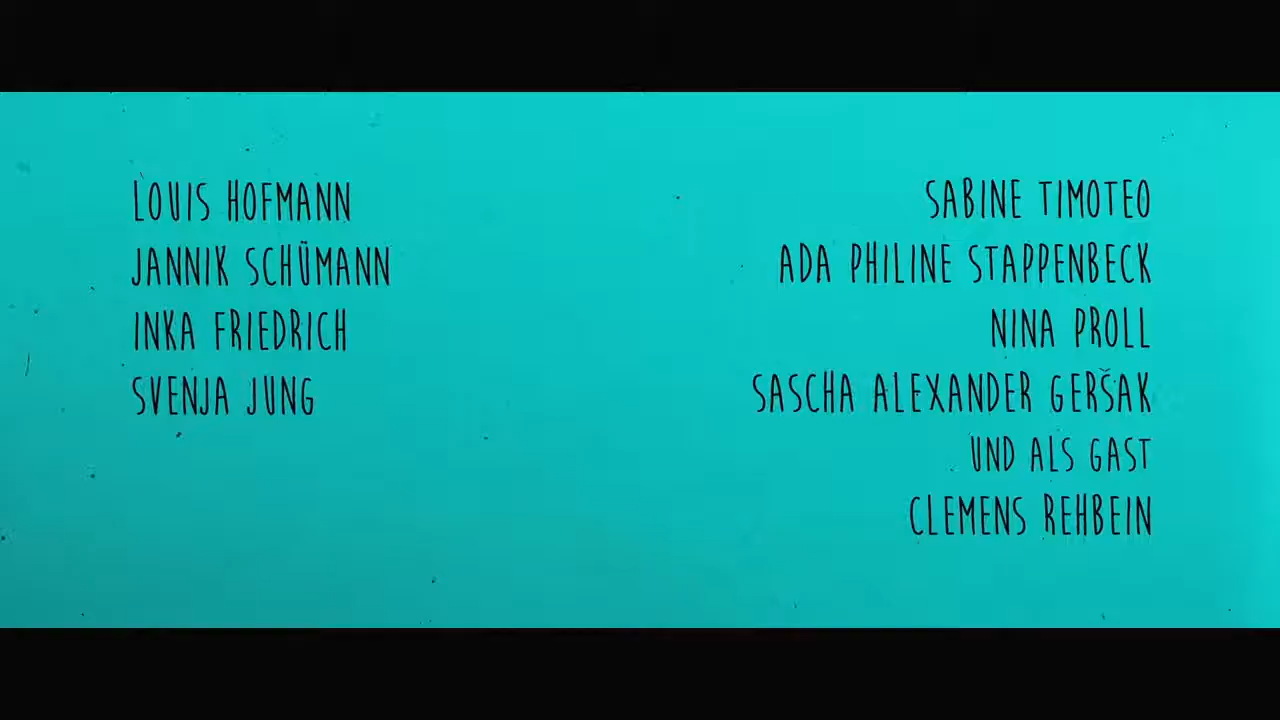 LOUIS HOFMANN
JANNIK SCHÜMANN
INKA FRIEDRICH
SVENJA JUNG
SABINE TIMOTEO
ADA PHILINE STAPPENBECK
NINA PROLL
SASCHA ALEXANDER GERŠAK
UND ALS GAST
CLEMENS REHBEIN